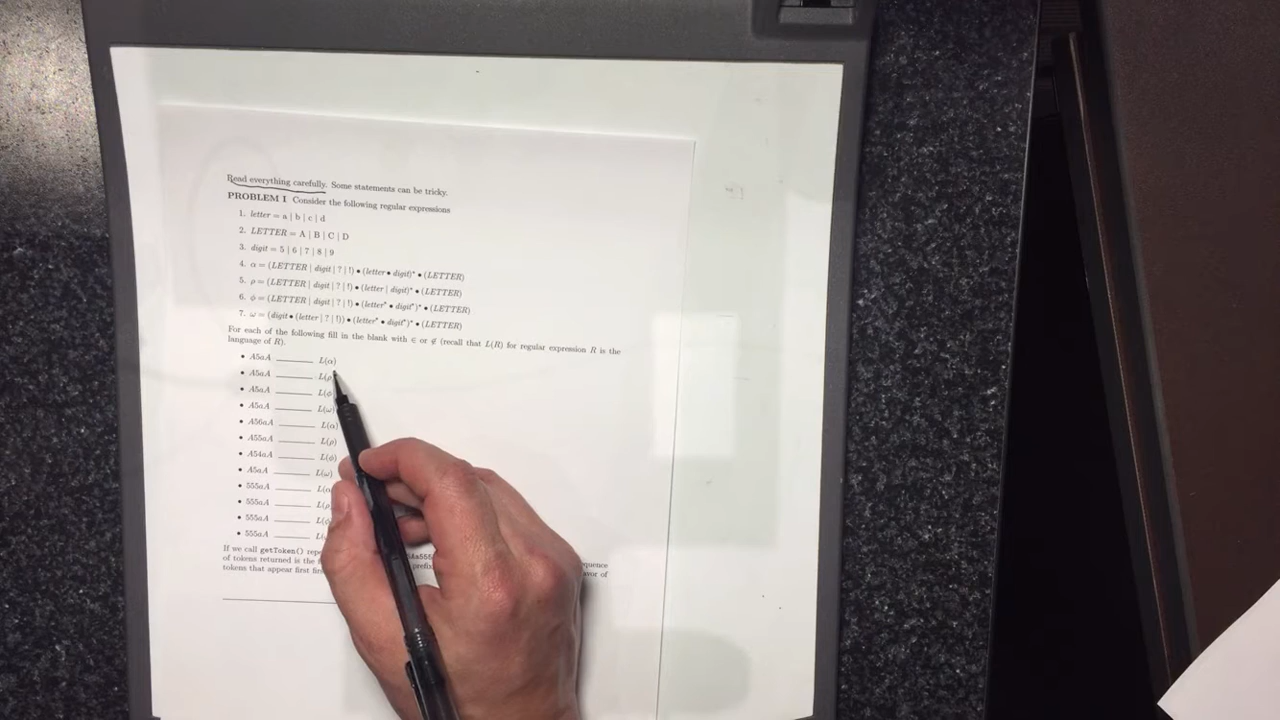 Read everything carefully. Some statements can be tricky.
PROBLEM 1 Consider the following regular expressions
1. letter = a | b | c | d
2. LETTER = A | B | C | D
3. digit = 5 | 6 | 7 | 8 | 9
4. α = (LETTER | digit | ? | !) • (letter • digit)* • (LETTER)
5. ρ = (LETTER | digit | ? | !) • (letter | digit)* • (LETTER)
6. ϕ = (LETTER | digit | ? | !) • (letter* • digit*)* • (LETTER)
7. ω = (digit • (letter | ? | !)) • (letter* • digit*)* • (LETTER)
For each of the following fill in the blank with ∈ or ∉ (recall that L(R) for regular expression R is the
language of R).
• A5aA ______ L(α)
• A5aA ______ L(ρ
• A5aA ______ L(ϕ
• A5aA ______ L(ω)
• A56aA ______ L(α)
• A55aA ______ L(ρ)
• A54aA ______ L(ϕ)
• A5aA ______ L(ω)
• 555aA ______ L(α
• 555aA ______ L(ρ
• 555aA ______ L(ϕ
• 555aA ______ L(
If we call getToken()
of tokens returned is the
tokens that appear first